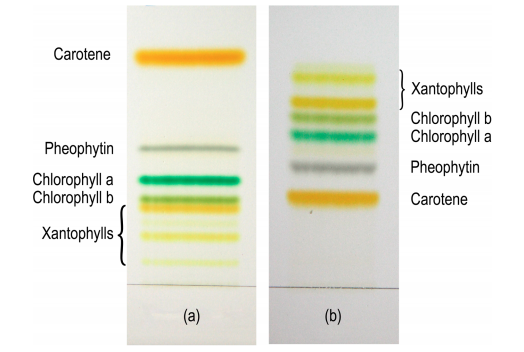 Carotene
Pheophytin
Chlorophyll a
Chlorophyll b
Xantophylls
(a)
Xantophylls
Chlorophyll b
Chlorophyll a
Pheophytin
Carotene
(b)